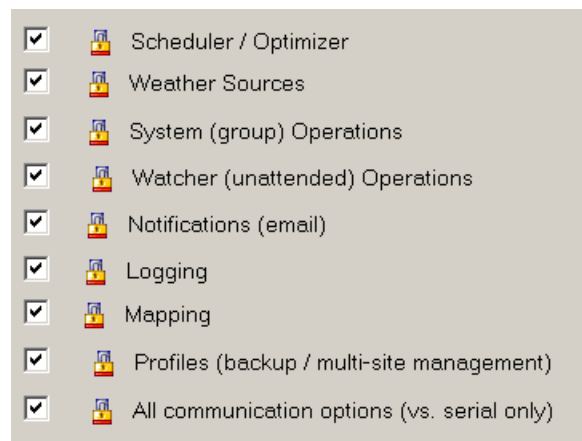 Scheduler / Optimizer
Weather Sources
System (group) Operations
Watcher (unattended) Operations
Notifications (email)
Logging
Mapping
Profiles (backup / multi-site management)
All communication options (vs. serial only)